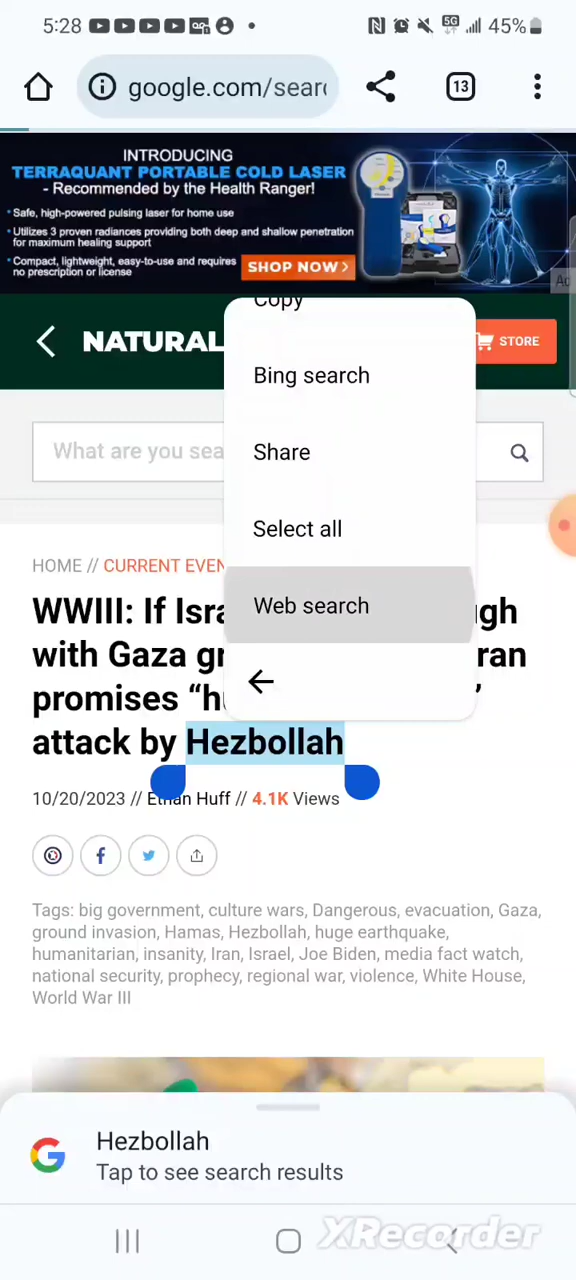 5:28
5G
45%
google.com/sear
13
INTRODUCING
TERRAQUANT PORTABLE COLD LASER
- Recommended by the Health Ranger!
• Safe, high-powered pulsing laser for home use
• Utilizes 3 proven radiances providing both deep and shallow penetration
for maximum healing support
• Compact, lightweight, easy-to-use and requires
no prescription or license
SHOP NOW >
Ad
NATURAL
STORE
Copy
Bing search
What are you sea
Share
Select all
HOME // CURRENT EVEN
Web search
WWIII: If Isra gh
with Gaza gr ran
promises “hu ’
attack by Hezbollah
10/20/2023 // Ethan Huff // 4.1K Views
Tags: big government, culture wars, Dangerous, evacuation, Gaza,
ground invasion, Hamas, Hezbollah, huge earthquake,
humanitarian, insanity, Iran, Israel, Joe Biden, media fact watch,
national security, prophecy, regional war, violence, White House,
World War III
Hezbollah
Tap to see search results
XRecorder